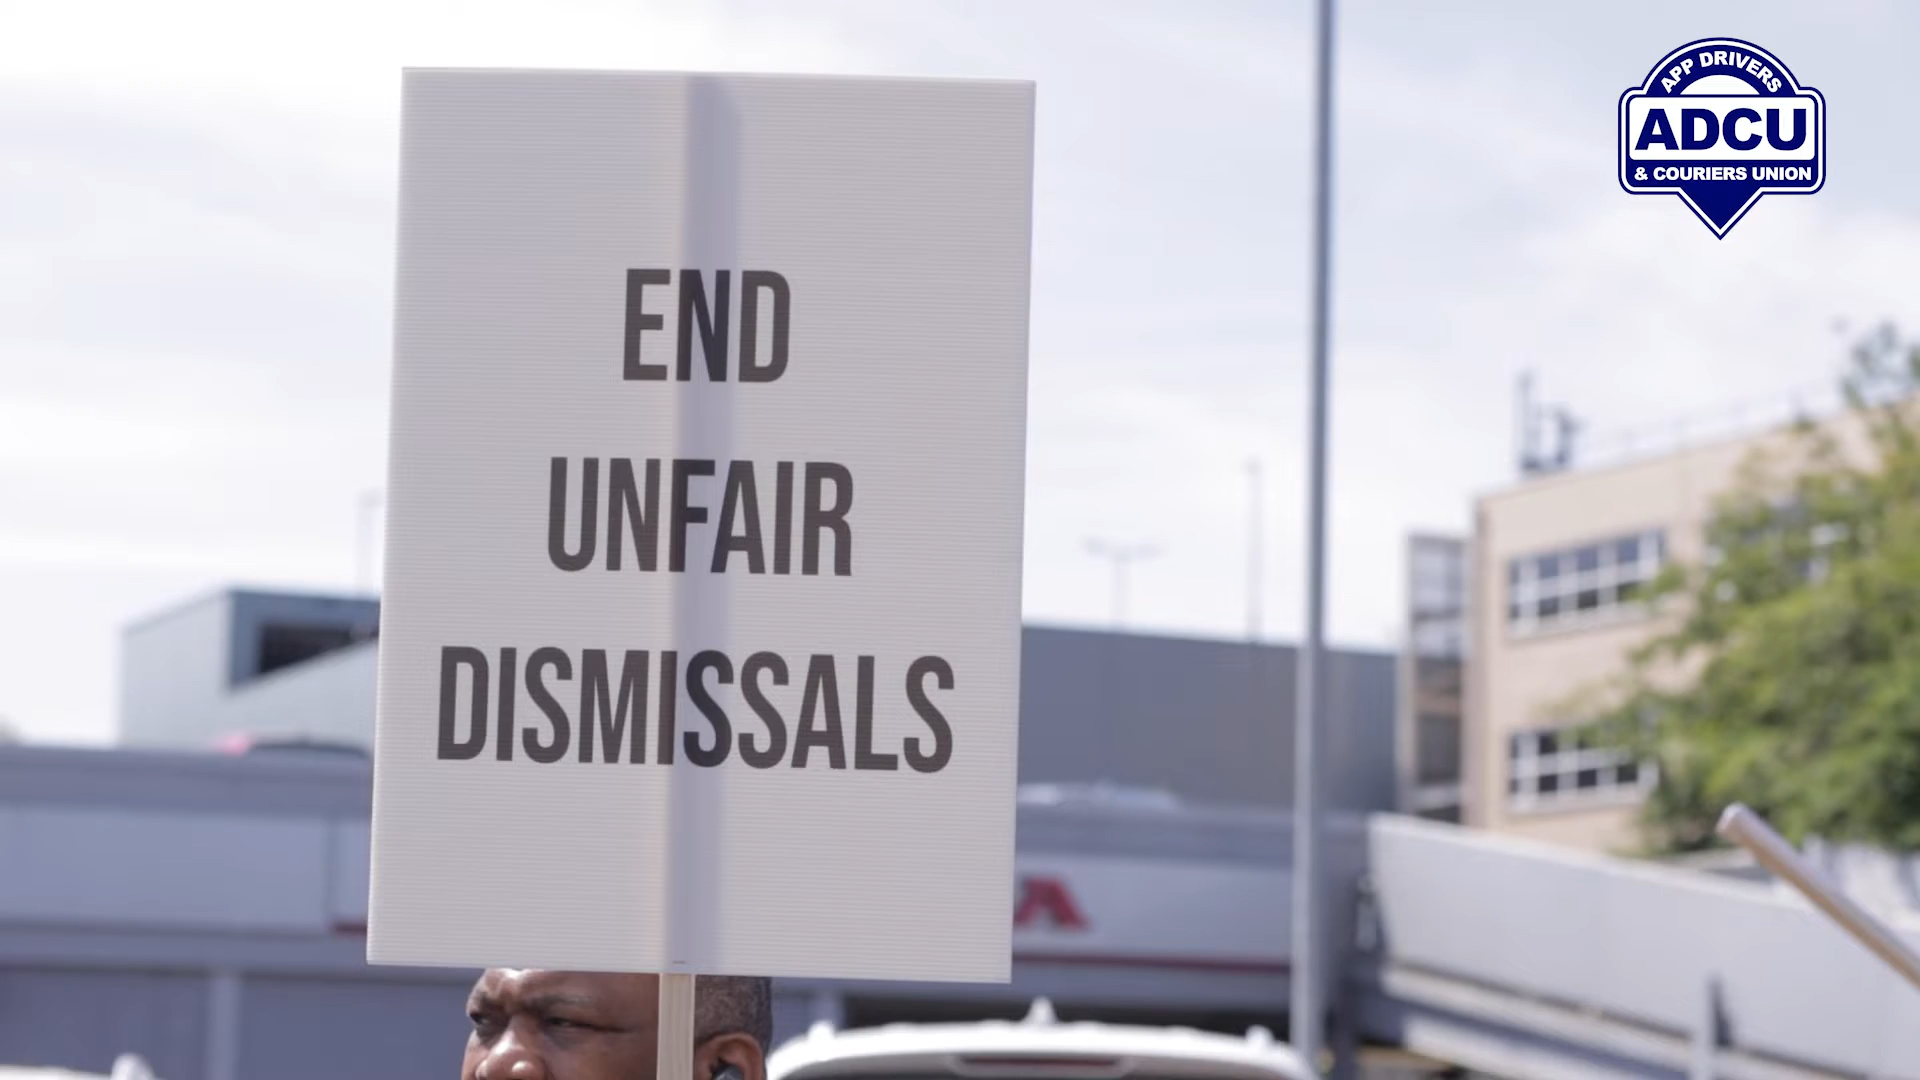 END
UNFAIR
DISMISSALS
APP DRIVERS
ADCU
& COURIERS UNION